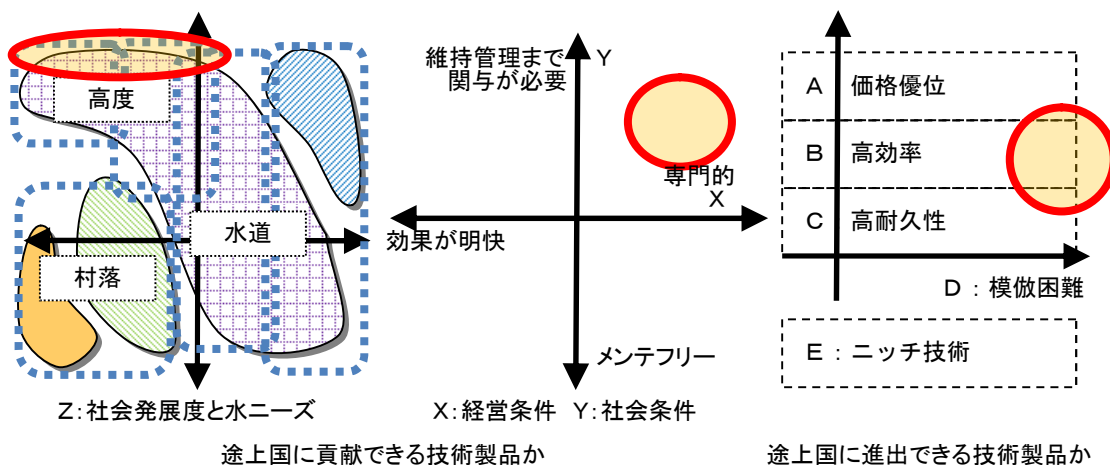 高度
水道
村落
Z:社会発展度と水ニーズ
維持管理まで
関与が必要
Y
専門的
X
効果が明快
メンテフリー
X:経営条件 Y:社会条件
途上国に貢献できる技術製品か
A 価格優位
B 高効率
C 高耐久性
D:模倣困難
E:ニッチ技術
途上国に進出できる技術製品か